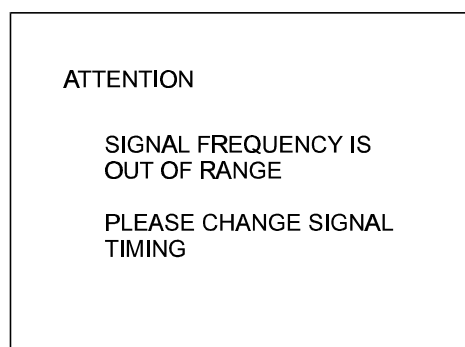 ATTENTION
SIGNAL FREQUENCY IS
OUT OF RANGE
PLEASE CHANGE SIGNAL
TIMING